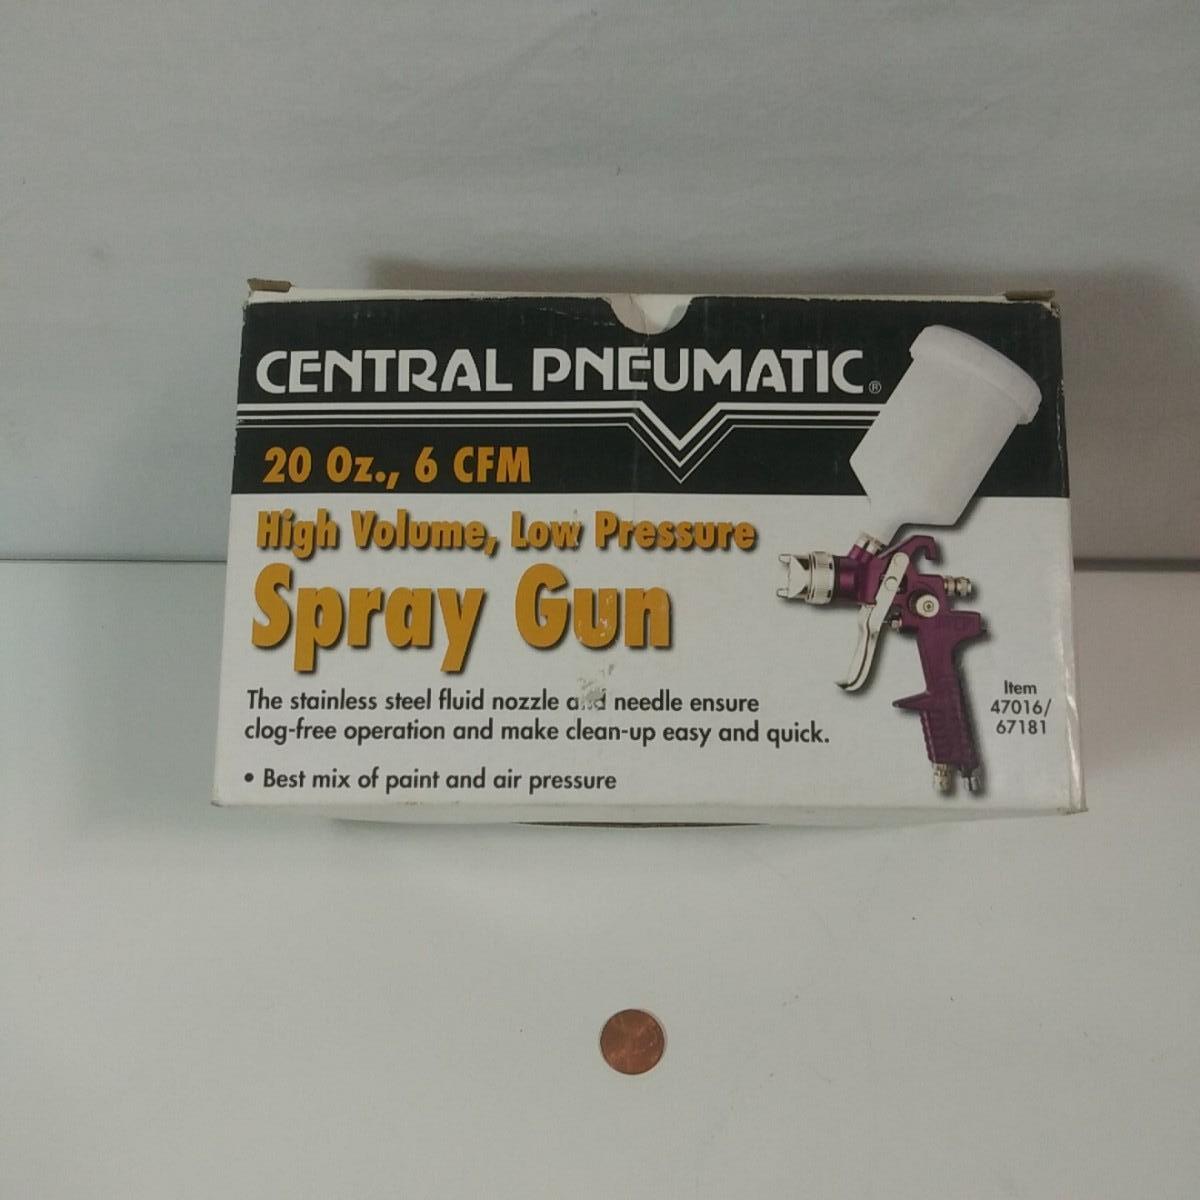 CENTRAL PNEUMATIC®
20 Oz., 6 CFM
High Volume, Low Pressure
Spray Gun
The stainless steel fluid nozzle and needle ensure
clog-free operation and make clean-up easy and quick.
• Best mix of paint and air pressure
Item
47016/
67181